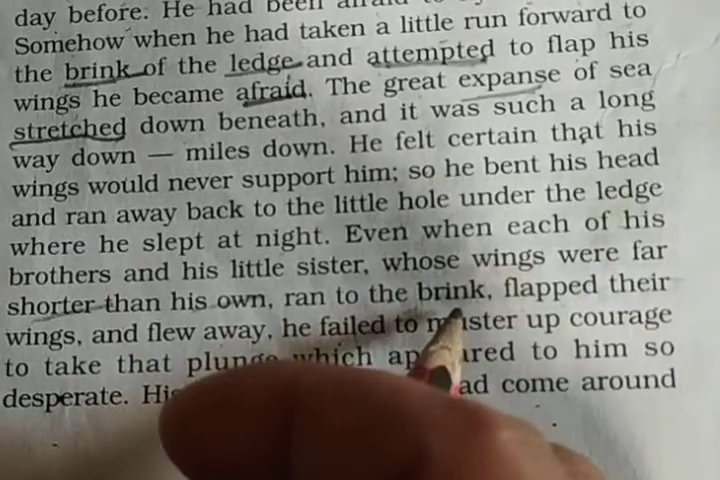 day before. He had been afraid to
Somehow when he had taken a little run forward to
the brink of the ledge and attempted to flap his
wings he became afraid. The great expanse of sea
stretched down beneath, and it was such a long
way down — miles down. He felt certain that his
wings would never support him; so he bent his head
and ran away back to the little hole under the ledge
where he slept at night. Even when each of his
brothers and his little sister, whose wings were far
shorter than his own, ran to the brink, flapped their
wings, and flew away, he failed to muster up courage
to take that plunge which appeared to him so
desperate. His had come around